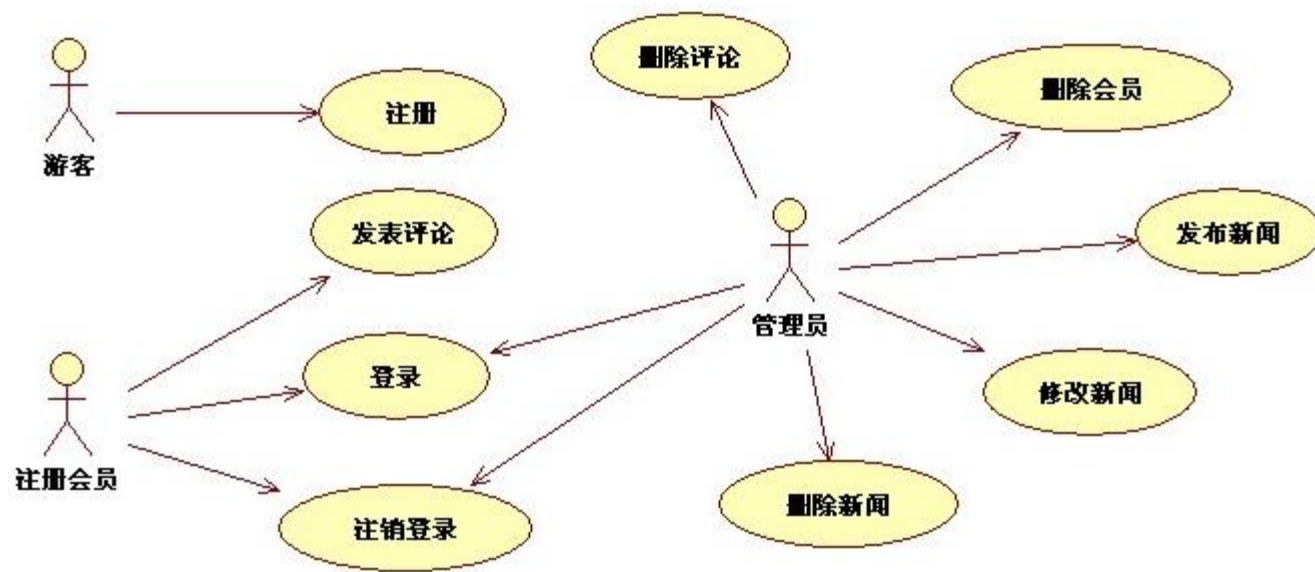 删除评论
删除会员
注册
游客
发表评论
发布新闻
管理员
登录
修改新闻
注册会员
删除新闻
注销登录